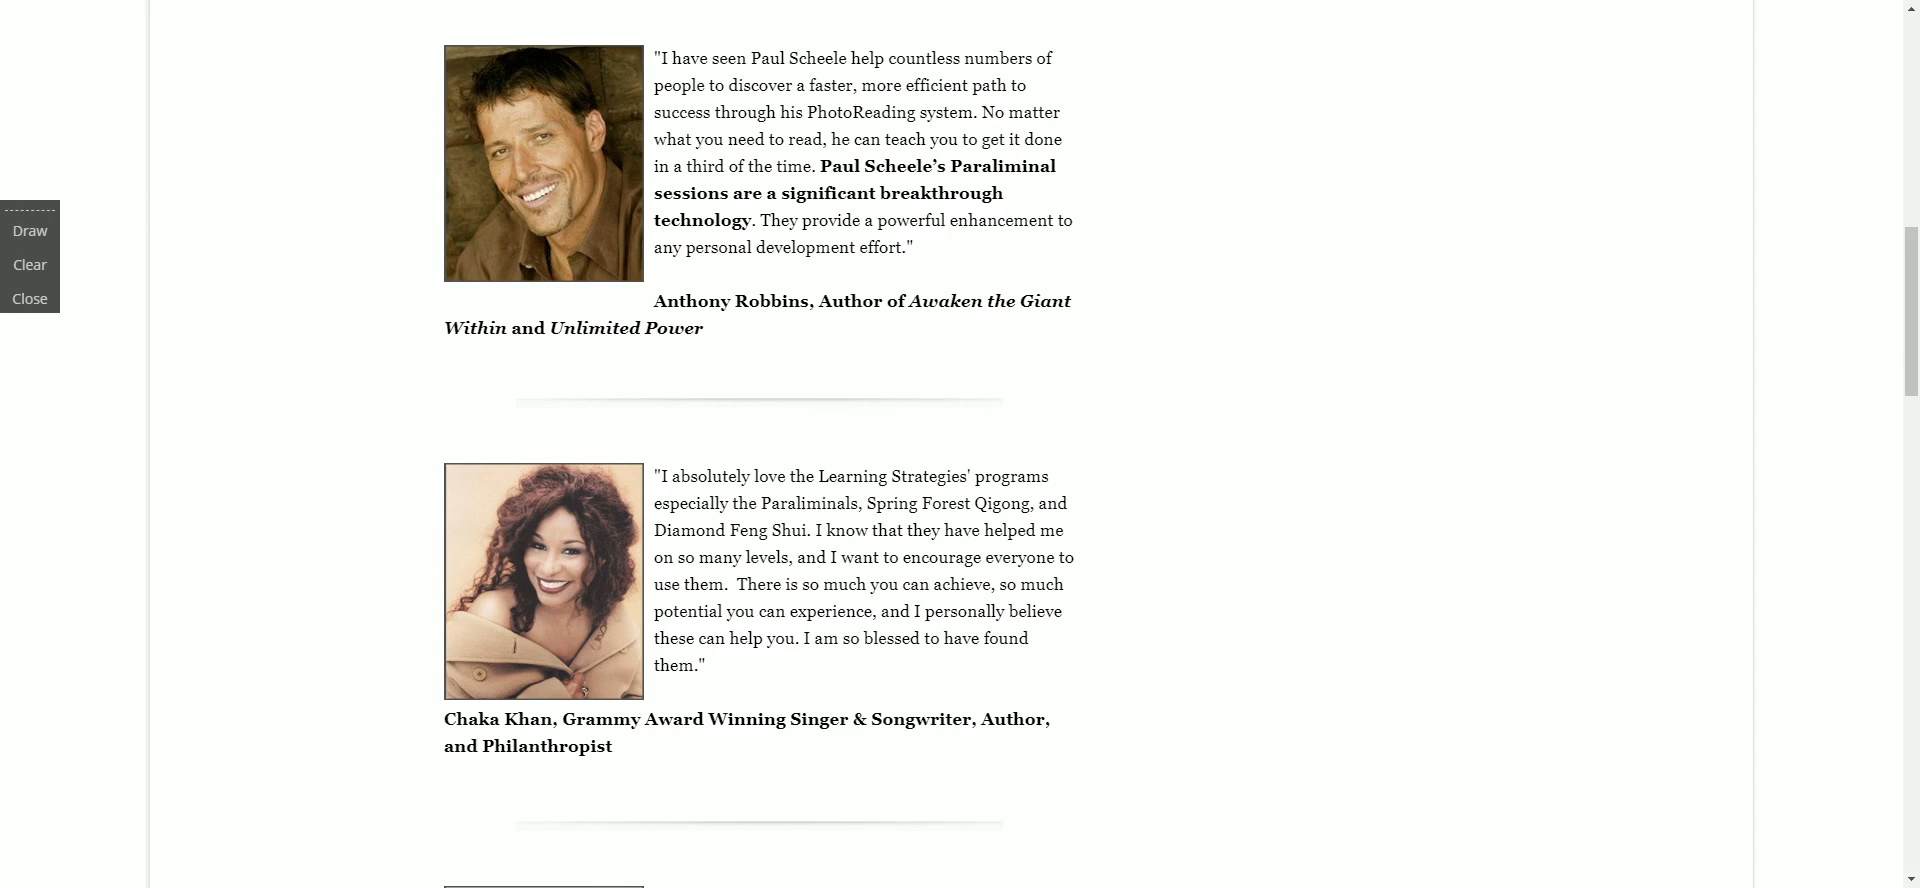 "I have seen Paul Scheele help countless numbers of
people to discover a faster, more efficient path to
success through his PhotoReading system. No matter
what you need to read, he can teach you to get it done
in a third of the time. Paul Scheele’s Paraliminal
sessions are a significant breakthrough
technology. They provide a powerful enhancement to
any personal development effort."
Anthony Robbins, Author of Awaken the Giant
Within and Unlimited Power
Draw
Clear
Close
"I absolutely love the Learning Strategies' programs
especially the Paraliminals, Spring Forest Qigong, and
Diamond Feng Shui. I know that they have helped me
on so many levels, and I want to encourage everyone to
use them.  There is so much you can achieve, so much
potential you can experience, and I personally believe
these can help you. I am so blessed to have found
them."
Chaka Khan, Grammy Award Winning Singer & Songwriter, Author,
and Philanthropist